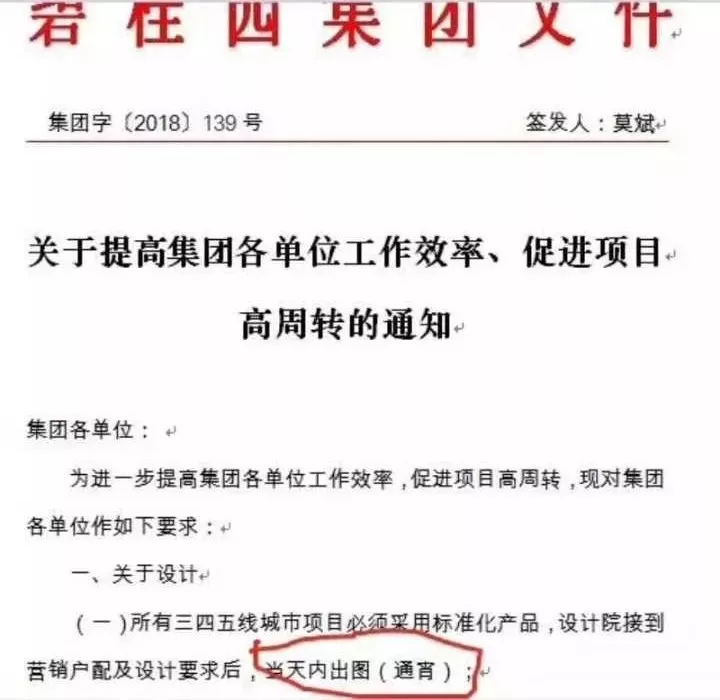 碧桂园集团文件
集团字〔2018〕139号 签发人：莫斌
关于提高集团各单位工作效率、促进项目
高周转的通知
集团各单位：
为进一步提高集团各单位工作效率,促进项目高周转,现对集团
各单位作如下要求：
一、关于设计
（一)所有三四五线城市项目必须采用标准化产品，设计院接到
营销户配及设计要求后，当天内出图（通宵）；